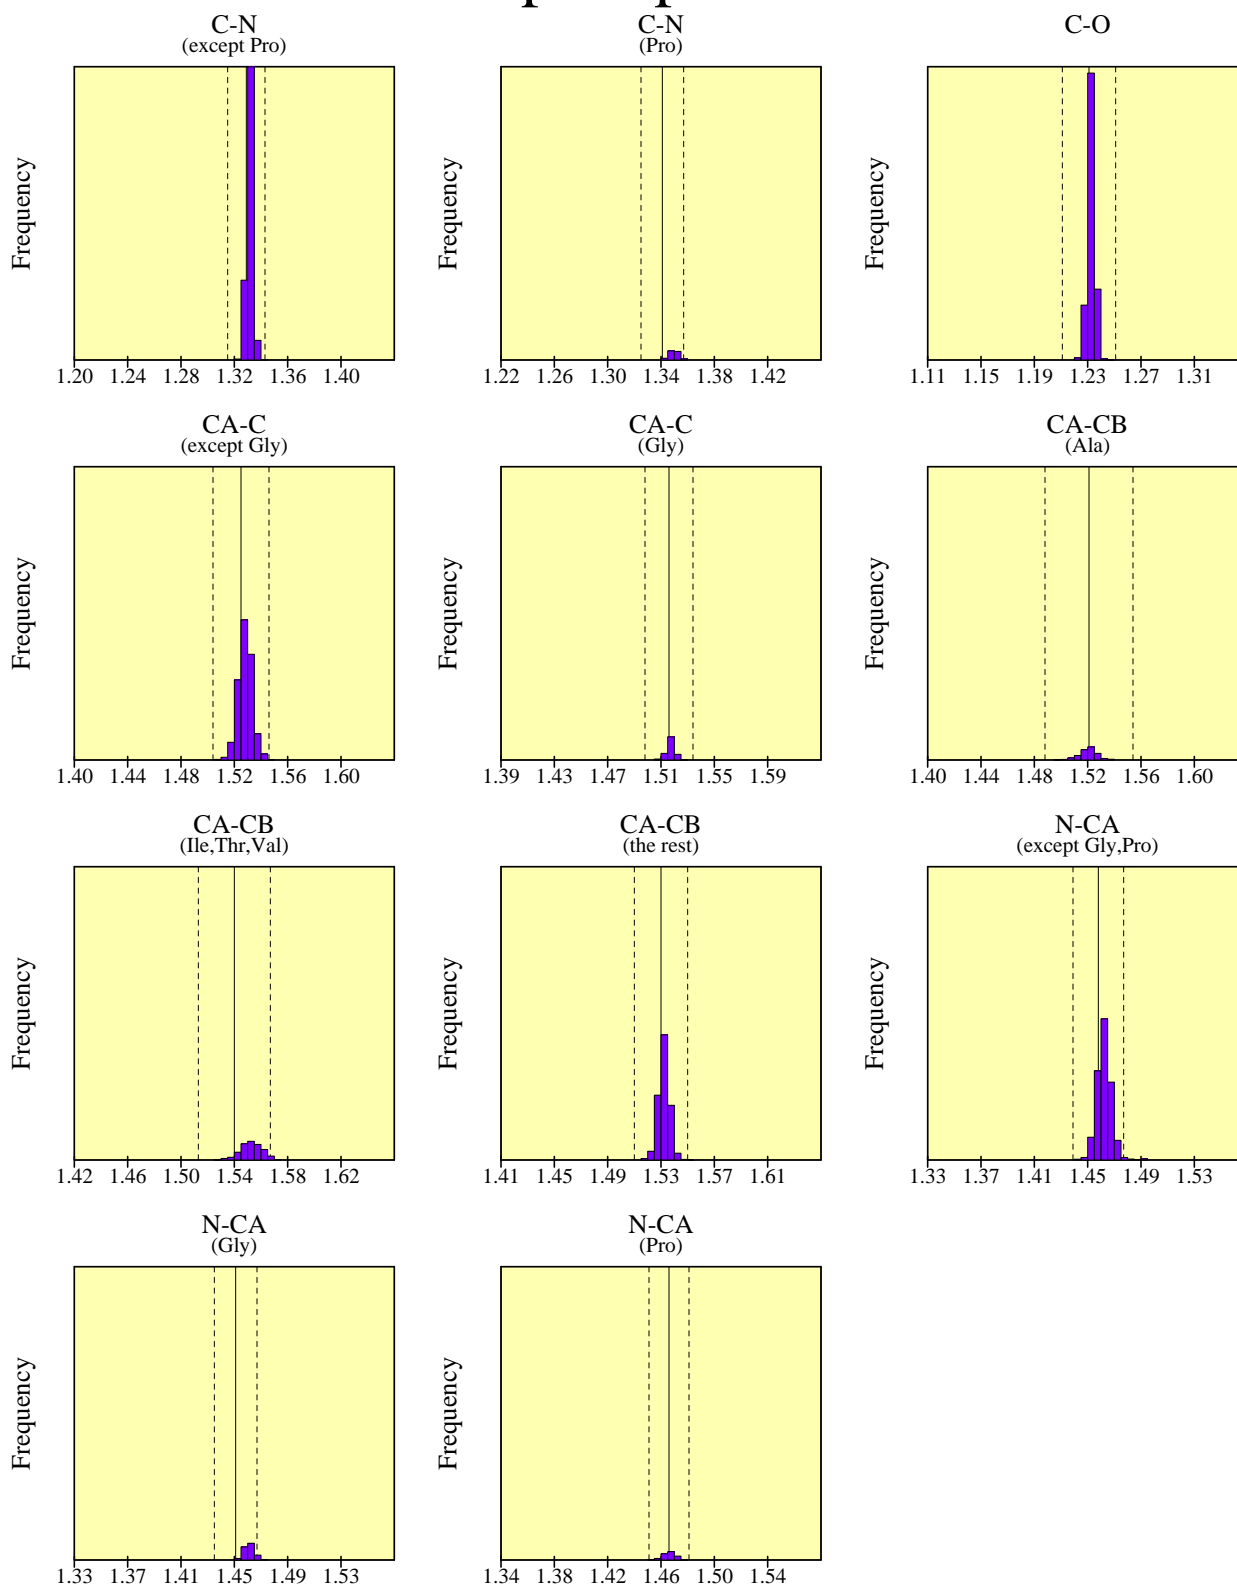 C-N
(except Pro)
Frequency
1.20 1.24 1.28 1.32 1.36 1.40
C-N
(Pro)
Frequency
1.22 1.26 1.30 1.34 1.38 1.42
C-O
Frequency
1.11 1.15 1.19 1.23 1.27 1.31
CA-C
(except Gly)
Frequency
1.40 1.44 1.48 1.52 1.56 1.60
CA-C
(Gly)
Frequency
1.39 1.43 1.47 1.51 1.55 1.59
CA-CB
(Ala)
Frequency
1.40 1.44 1.48 1.52 1.56 1.60
CA-CB
(Ile,Thr,Val)
Frequency
1.42 1.46 1.50 1.54 1.58 1.62
CA-CB
(the rest)
Frequency
1.41 1.45 1.49 1.53 1.57 1.61
N-CA
(except Gly,Pro)
Frequency
1.33 1.37 1.41 1.45 1.49 1.53
N-CA
(Gly)
Frequency
1.33 1.37 1.41 1.45 1.49 1.53
N-CA
(Pro)
Frequency
1.34 1.38 1.42 1.46 1.50 1.54